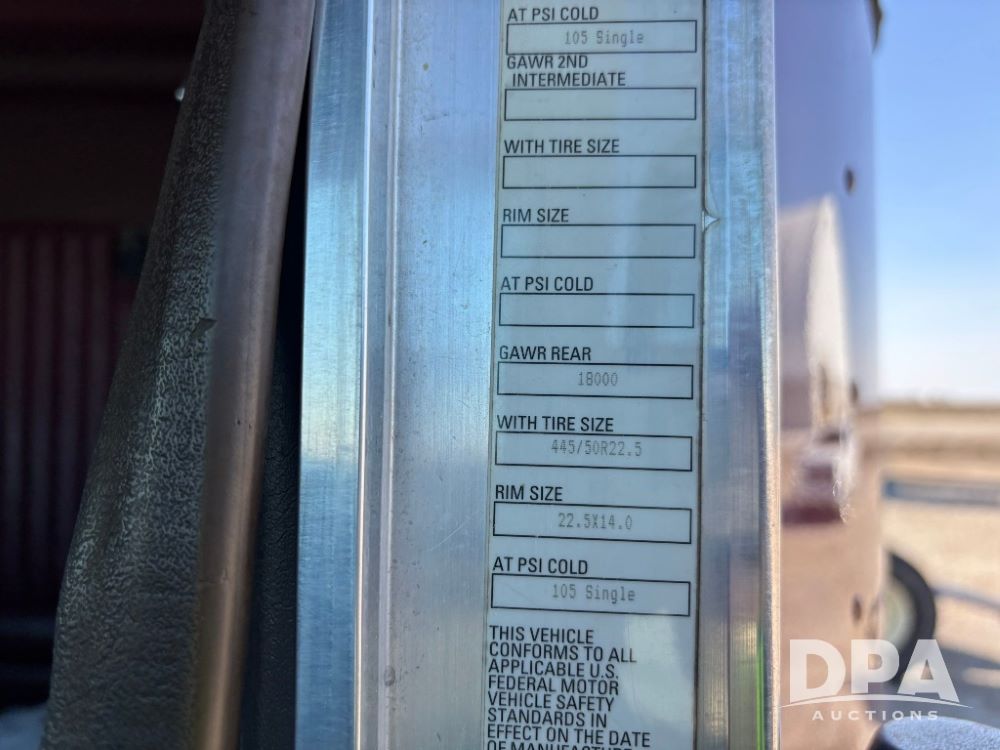 AT PSI COLD
105 Single
GAWR 2ND
INTERMEDIATE
WITH TIRE SIZE
RIM SIZE
AT PSI COLD
GAWR REAR
18000
WITH TIRE SIZE
445/50R22.5
RIM SIZE
22.5X14.0
AT PSI COLD
105 Single
THIS VEHICLE
CONFORMS TO ALL
APPLICABLE U.S.
FEDERAL MOTOR
VEHICLE SAFETY
STANDARDS IN
EFFECT ON THE DATE
OF MANUFACTURE
DPA
AUCTIONS